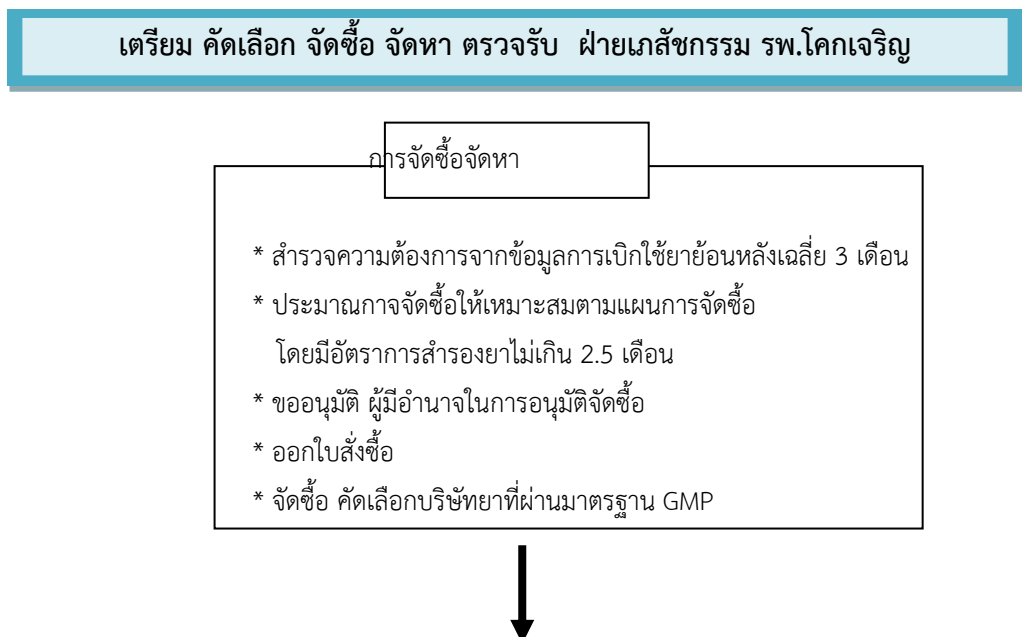 เตรียม คัดเลือก จัดซื้อ จัดหา ตรวจรับ ฝ่ายเภสัชกรรม รพ.โคกเจริญ
การจัดซื้อจัดหา
* สำรวจความต้องการจากข้อมูลการเบิกใช้ยาย้อนหลังเฉลี่ย 3 เดือน
* ประมาณกาจจัดซื้อให้เหมาะสมตามแผนการจัดซื้อ
โดยมีอัตราการสำรองยาไม่เกิน 2.5 เดือน
* ขออนุมัติ ผู้มีอำนาจในการอนุมัติจัดซื้อ
* ออกใบสั่งซื้อ
* จัดซื้อ คัดเลือกบริษัทยาที่ผ่านมาตรฐาน GMP